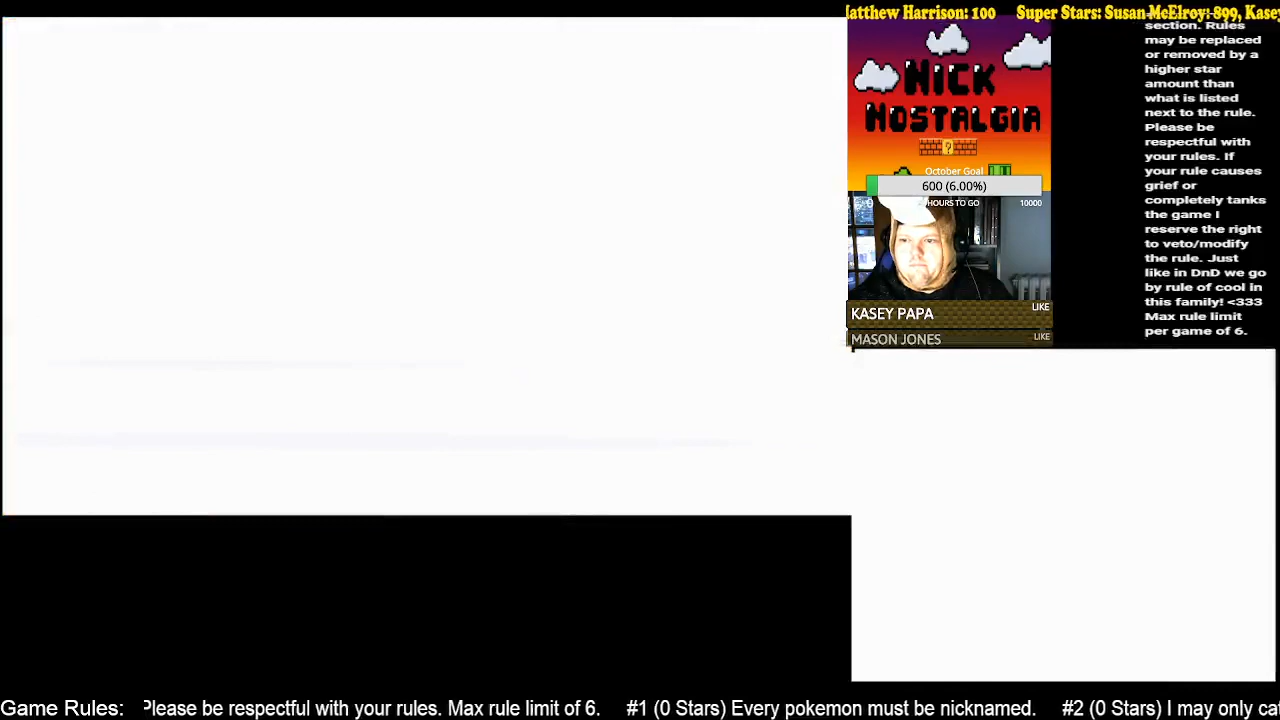 Matthew Harrison: 100 Super Stars: Susan McElroy: 899, Kasey
NICK
NOSTALGIA
October Goal
600 (6.00%)
HOURS TO GO 10000
KASEY PAPA LIKE
MASON JONES LIKE
section. Rules
may be replaced
or removed by a
higher star
amount than
what is listed
next to the rule.
Please be
respectful with
your rules. If
your rule causes
grief or
completely tanks
the game I
reserve the right
to veto/modify
the rule. Just
like in DnD we go
by rule of cool in
this family! <333
Max rule limit
per game of 6.
Game Rules: Please be respectful with your rules. Max rule limit of 6. #1 (0 Stars) Every pokemon must be nicknamed. #2 (0 Stars) I may only ca